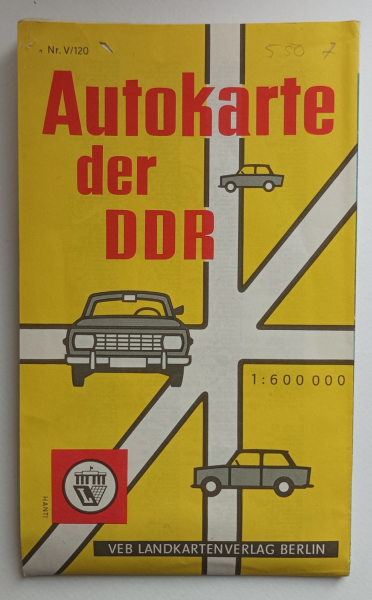 Nr. V/120
5.50
Autokarte
der
DDR
1:600 000
HANTI
VEB LANDKARTENVERLAG BERLIN